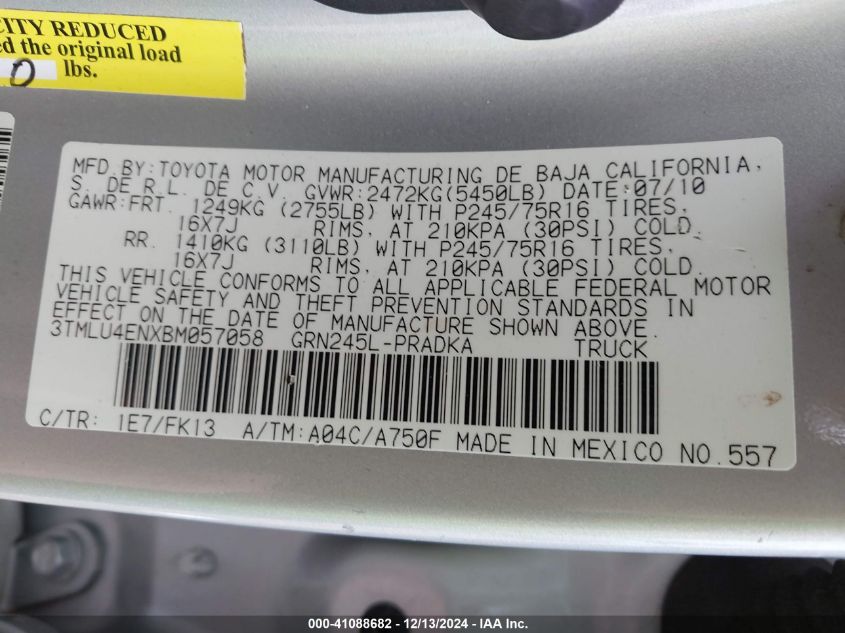 CITY REDUCED
ed the original load
0 lbs.
MFD.BY:TOYOTA MOTOR MANUFACTURING DE BAJA CALIFORNIA,
S. DE R.L. DE C.V. GVWR:2472KG(5450LB) DATE:07/10
GAWR:FRT. 1249KG (2755LB) WITH P245/75R16 TIRES,
16X7J RIMS, AT 210KPA (30PSI) COLD.
RR. 1410KG (3110LB) WITH P245/75R16 TIRES,
16X7J RIMS, AT 210KPA (30PSI) COLD.
THIS VEHICLE CONFORMS TO ALL APPLICABLE FEDERAL MOTOR
VEHICLE SAFETY AND THEFT PREVENTION STANDARDS IN
EFFECT ON THE DATE OF MANUFACTURE SHOWN ABOVE.
3TMLU4ENXBM057058 GRN245L-PRADKA TRUCK
C/TR: 1E7/FK13 A/TM:A04C/A750F MADE IN MEXICO NO.557
000-41088682 - 12/13/2024 - IAA Inc.